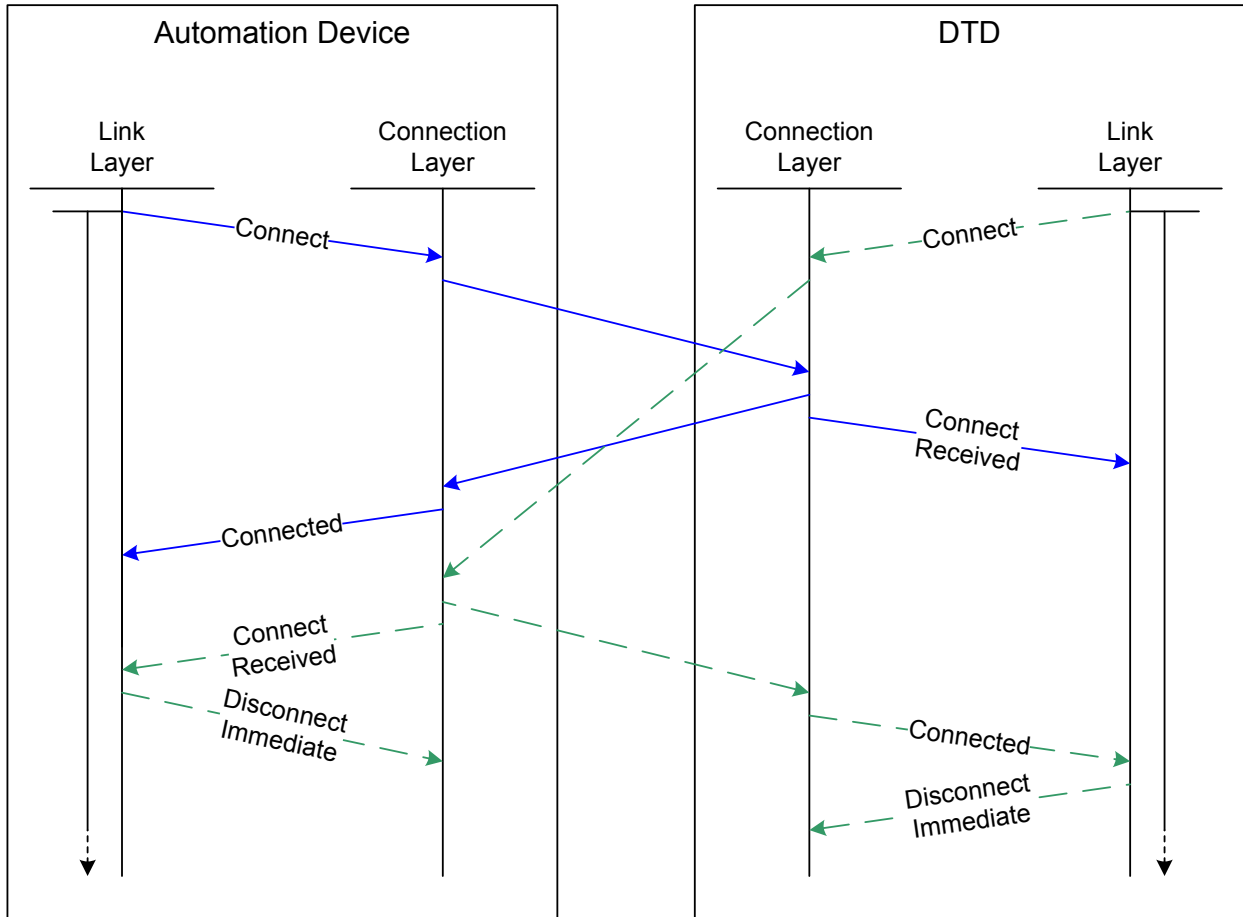 Automation Device
DTD
Link
Layer
Connection
Layer
Connection
Layer
Link
Layer
Connect
Connect
Connect
Received
Connected
Connect
Received
Disconnect
Immediate
Connected
Disconnect
Immediate